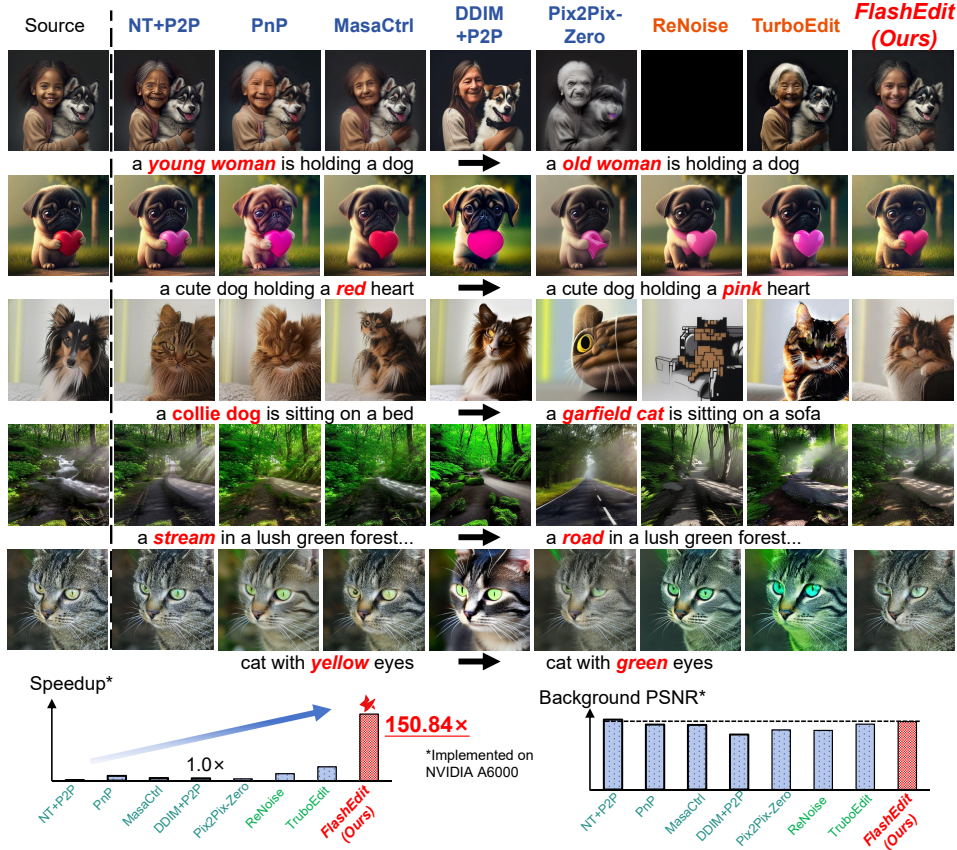 Source NT+P2P PnP MasaCtrl DDIM +P2P Pix2Pix-Zero ReNoise TurboEdit FlashEdit (Ours)
a young woman is holding a dog a old woman is holding a dog
a cute dog holding a red heart a cute dog holding a pink heart
a collie dog is sitting on a bed a garfield cat is sitting on a sofa
a stream in a lush green forest... a road in a lush green forest...
cat with yellow eyes cat with green eyes
Speedup*
1.0×
150.84×
*Implemented on
NVIDIA A6000
NT+P2P PnP MasaCtrl DDIM+P2P Pix2Pix-Zero ReNoise TruboEdit FlashEdit (Ours)
Background PSNR*
NT+P2P PnP MasaCtrl DDIM+P2P Pix2Pix-Zero ReNoise TruboEdit FlashEdit (Ours)